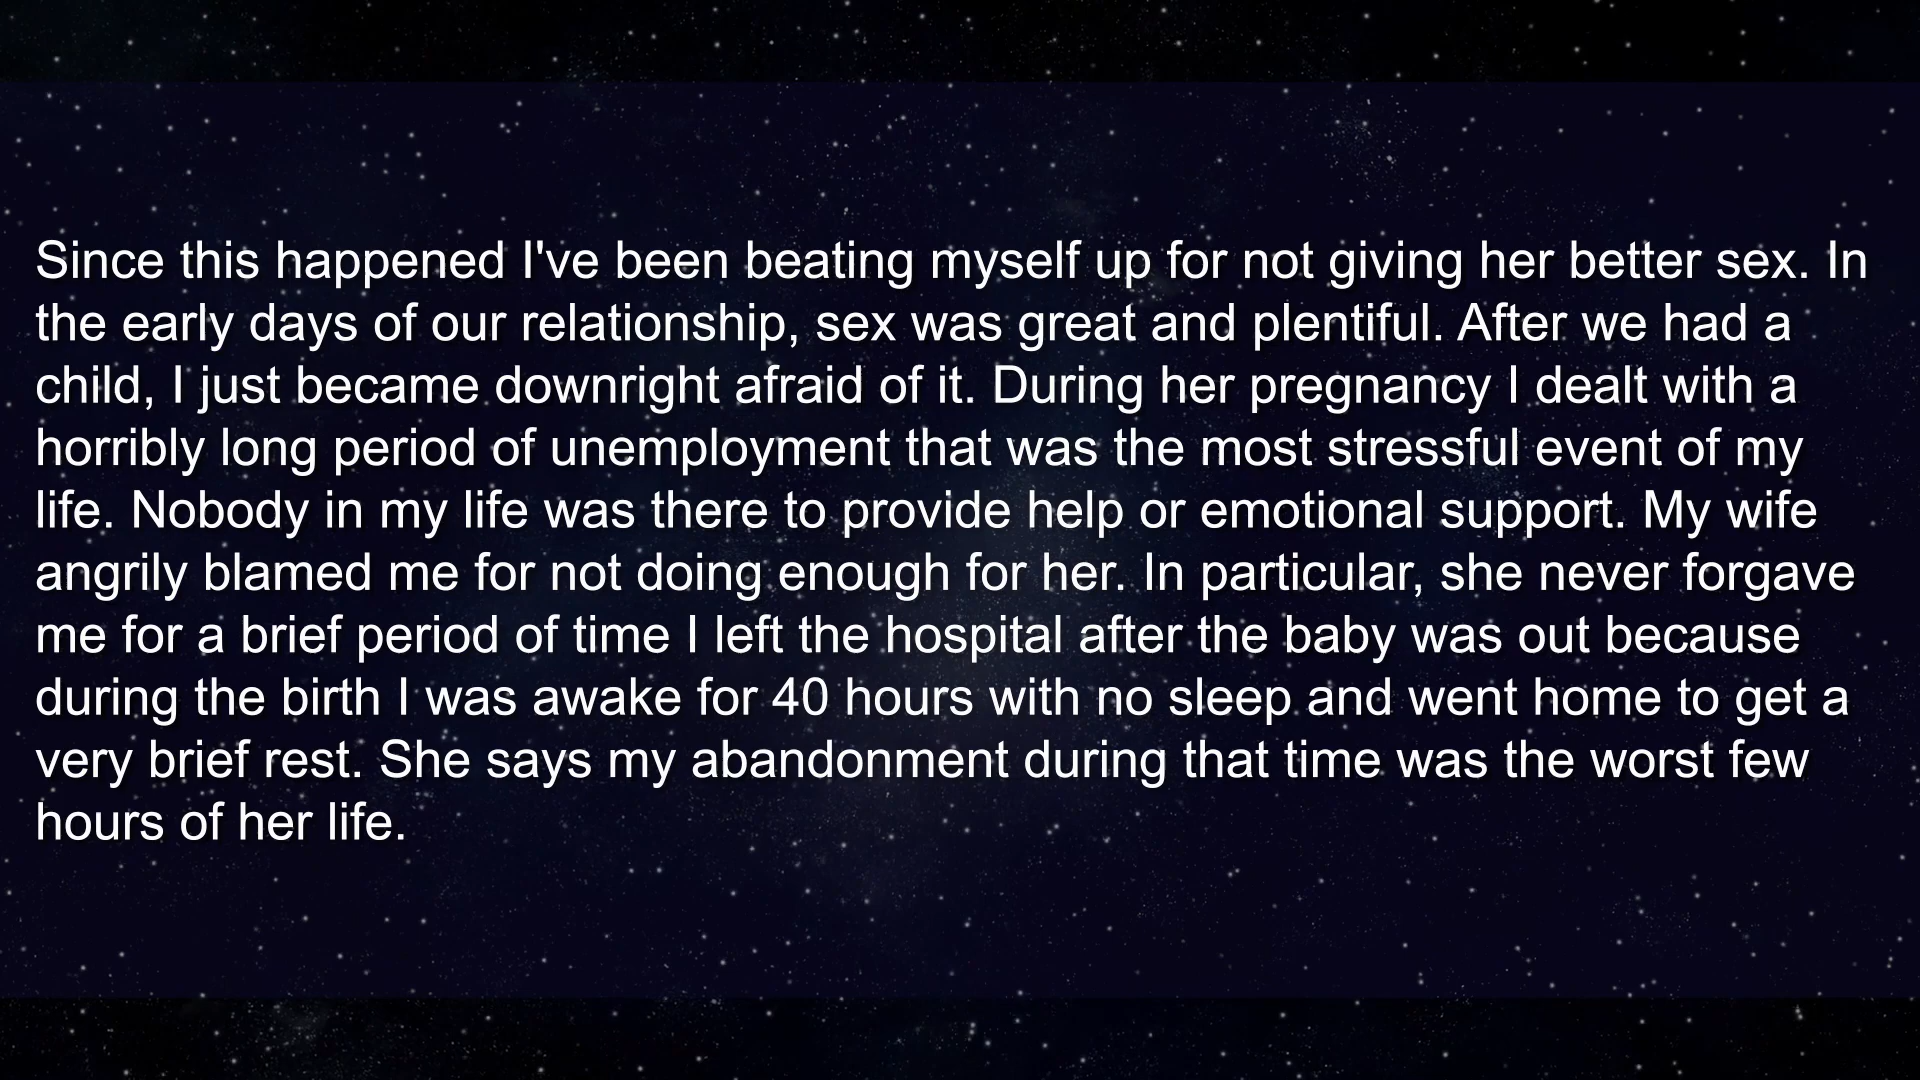 Since this happened I've been beating myself up for not giving her better sex. In
the early days of our relationship, sex was great and plentiful. After we had a
child, I just became downright afraid of it. During her pregnancy I dealt with a
horribly long period of unemployment that was the most stressful event of my
life. Nobody in my life was there to provide help or emotional support. My wife
angrily blamed me for not doing enough for her. In particular, she never forgave
me for a brief period of time I left the hospital after the baby was out because
during the birth I was awake for 40 hours with no sleep and went home to get a
very brief rest. She says my abandonment during that time was the worst few
hours of her life.